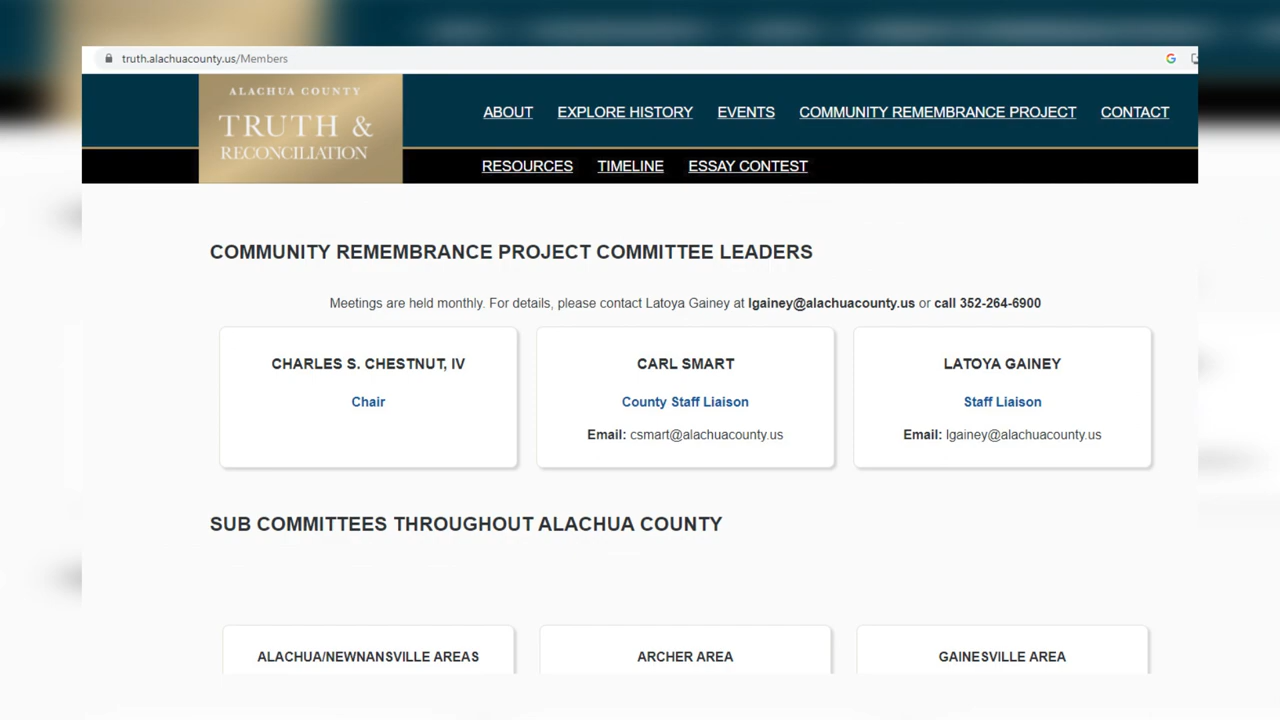 truth.alachuacounty.us/Members
ALACHUA COUNTY
TRUTH &
RECONCILIATION
ABOUT EXPLORE HISTORY EVENTS COMMUNITY REMEMBRANCE PROJECT CONTACT
RESOURCES TIMELINE ESSAY CONTEST
COMMUNITY REMEMBRANCE PROJECT COMMITTEE LEADERS
Meetings are held monthly. For details, please contact Latoya Gainey at lgainey@alachuacounty.us or call 352-264-6900
CHARLES S. CHESTNUT, IV
Chair
CARL SMART
County Staff Liaison
Email: csmart@alachuacounty.us
LATOYA GAINEY
Staff Liaison
Email: lgainey@alachuacounty.us
SUB COMMITTEES THROUGHOUT ALACHUA COUNTY
ALACHUA/NEWNANSVILLE AREAS
ARCHER AREA
GAINESVILLE AREA